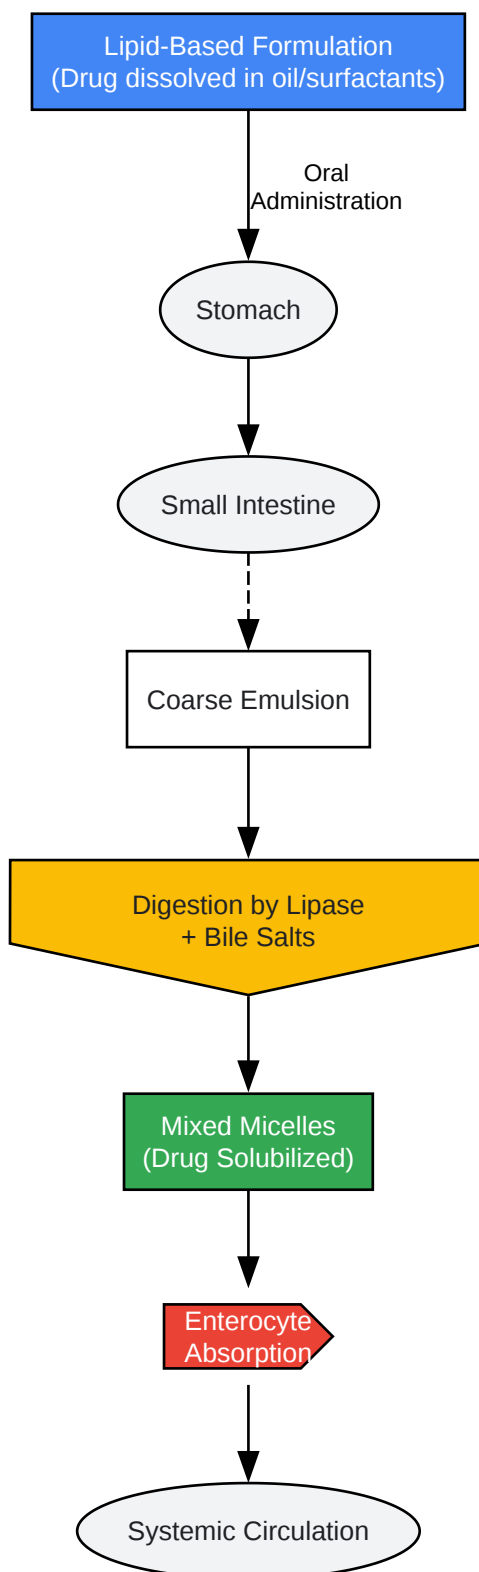 Lipid-Based Formulation
(Drug dissolved in oil/surfactants)
Oral
Administration
Stomach
Small Intestine
Coarse Emulsion
Digestion by Lipase
+ Bile Salts
Mixed Micelles
(Drug Solubilized)
Enterocyte
Absorption
Systemic Circulation